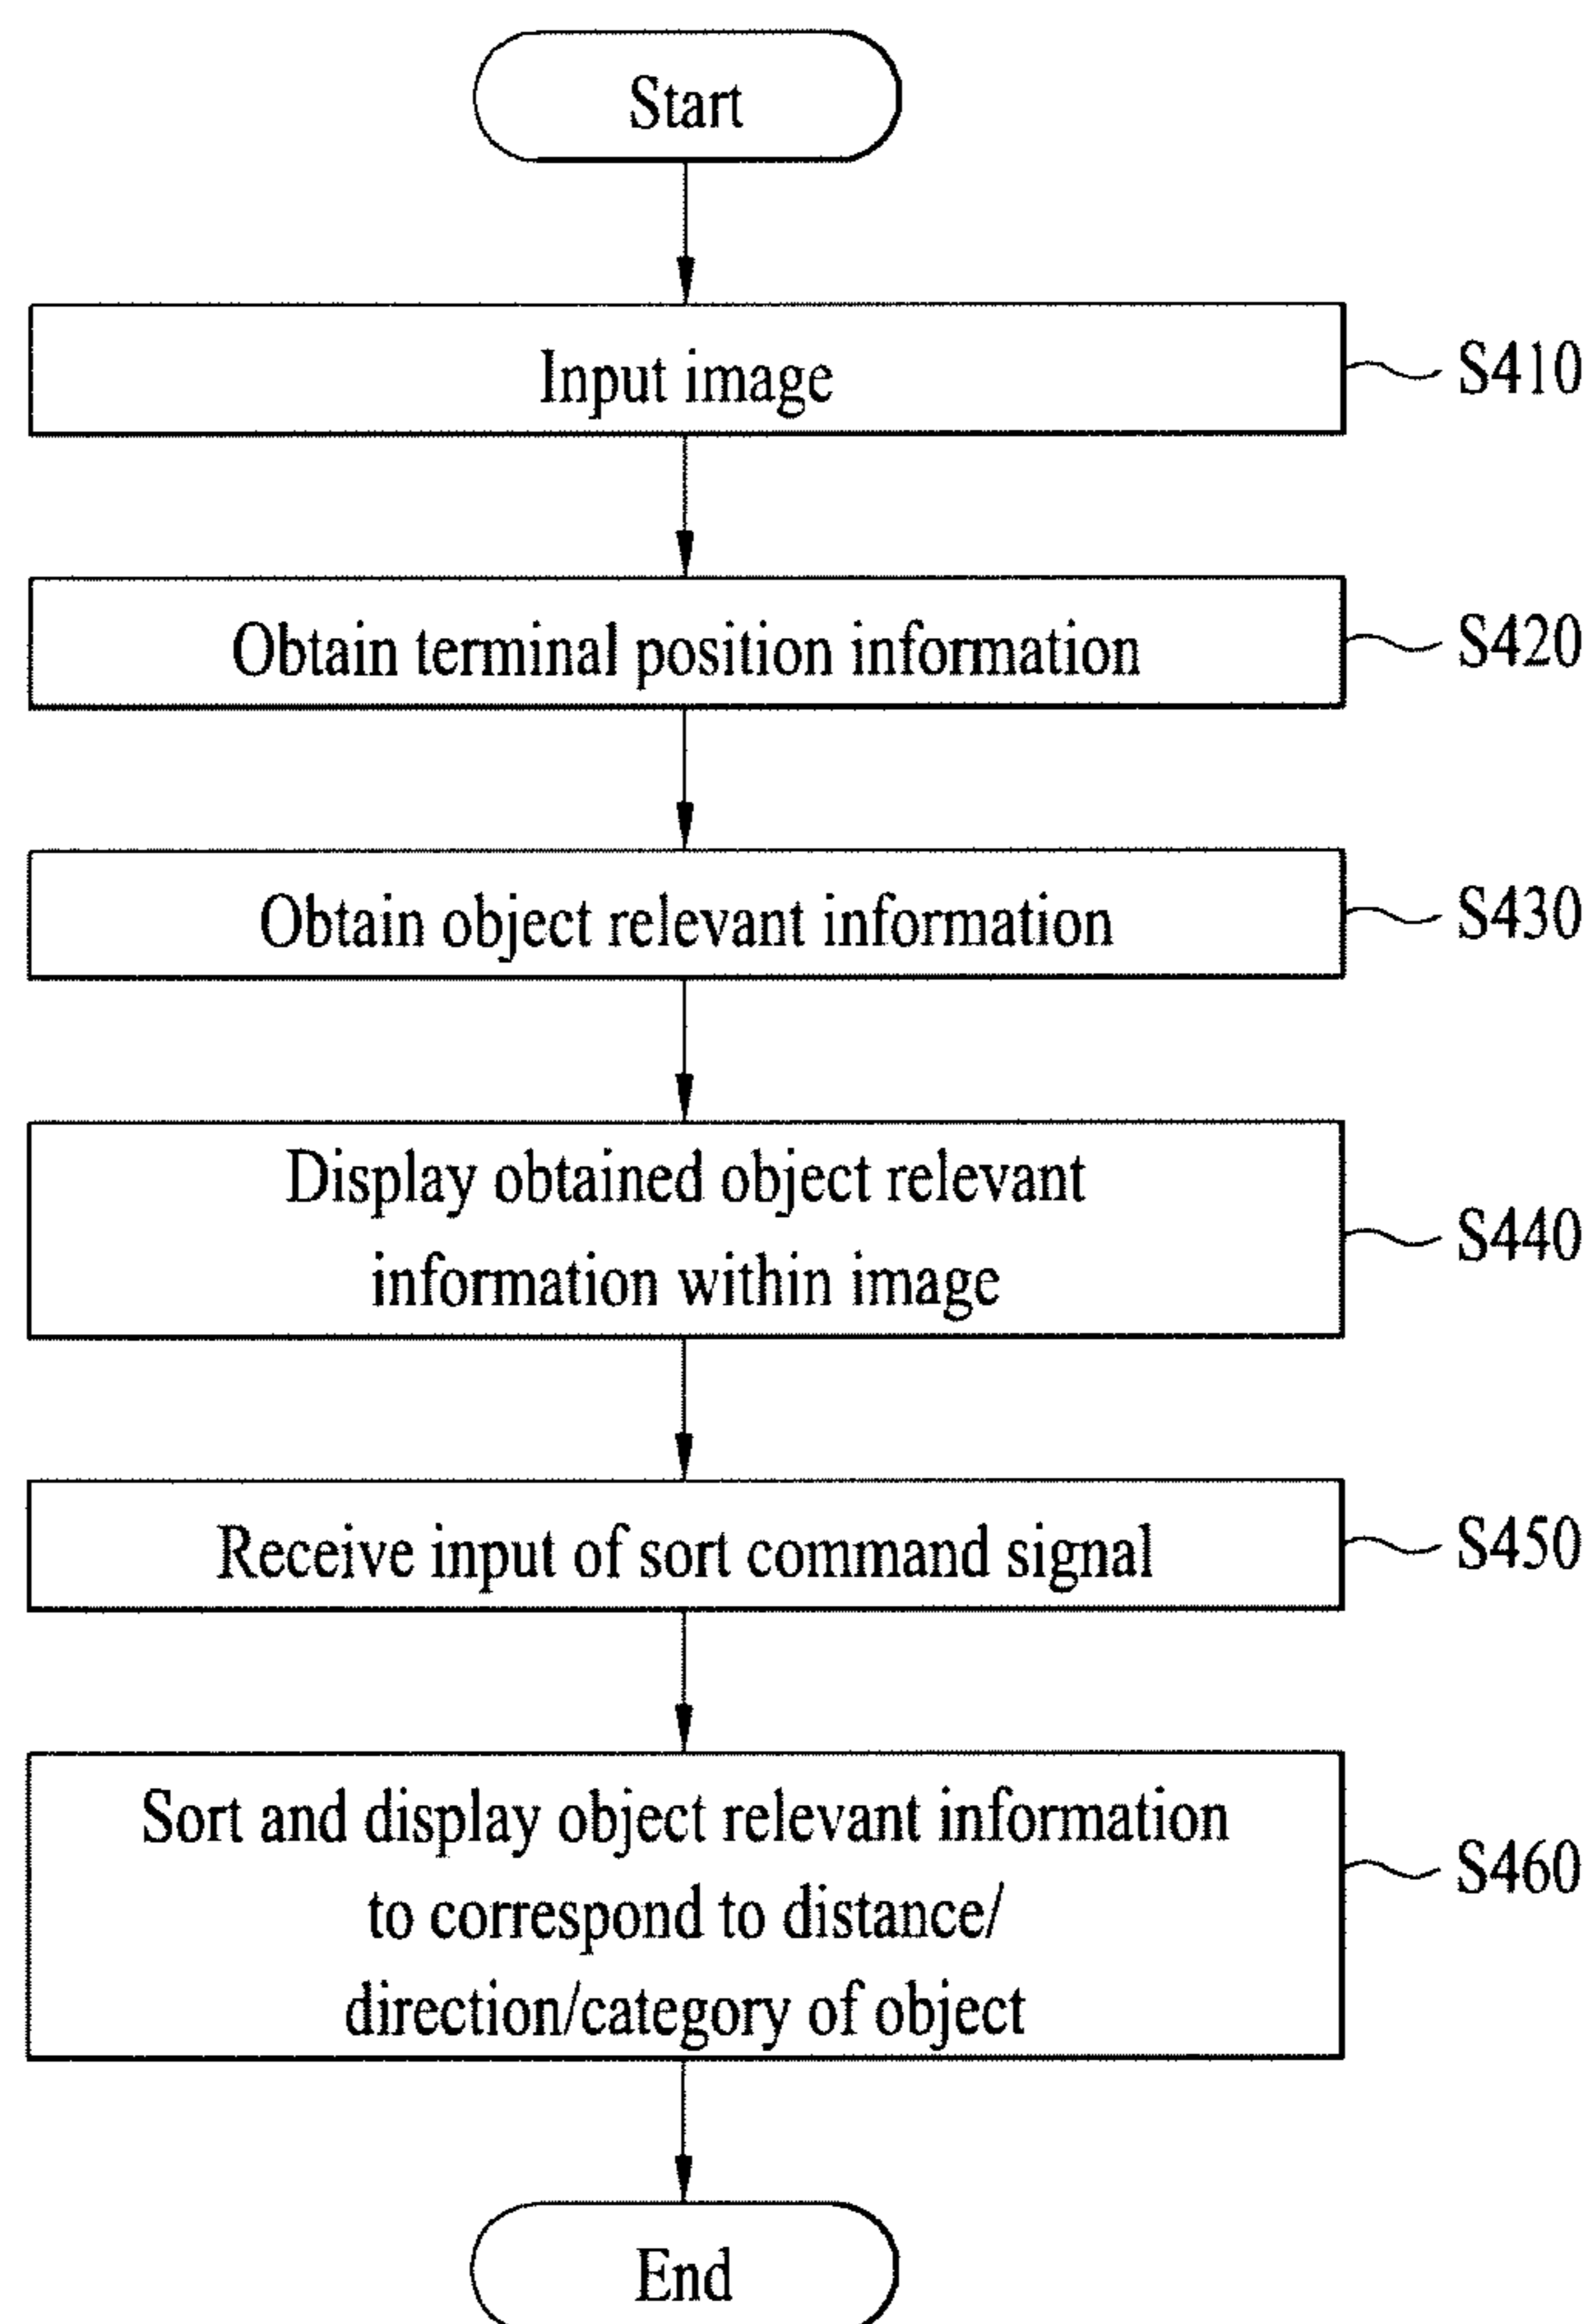 Start
Input image
S410
Obtain terminal position information
S420
Obtain object relevant information
S430
Display obtained object relevant
information within image
S440
Receive input of sort command signal
S450
Sort and display object relevant information
to correspond to distance/
direction/category of object
S460
End